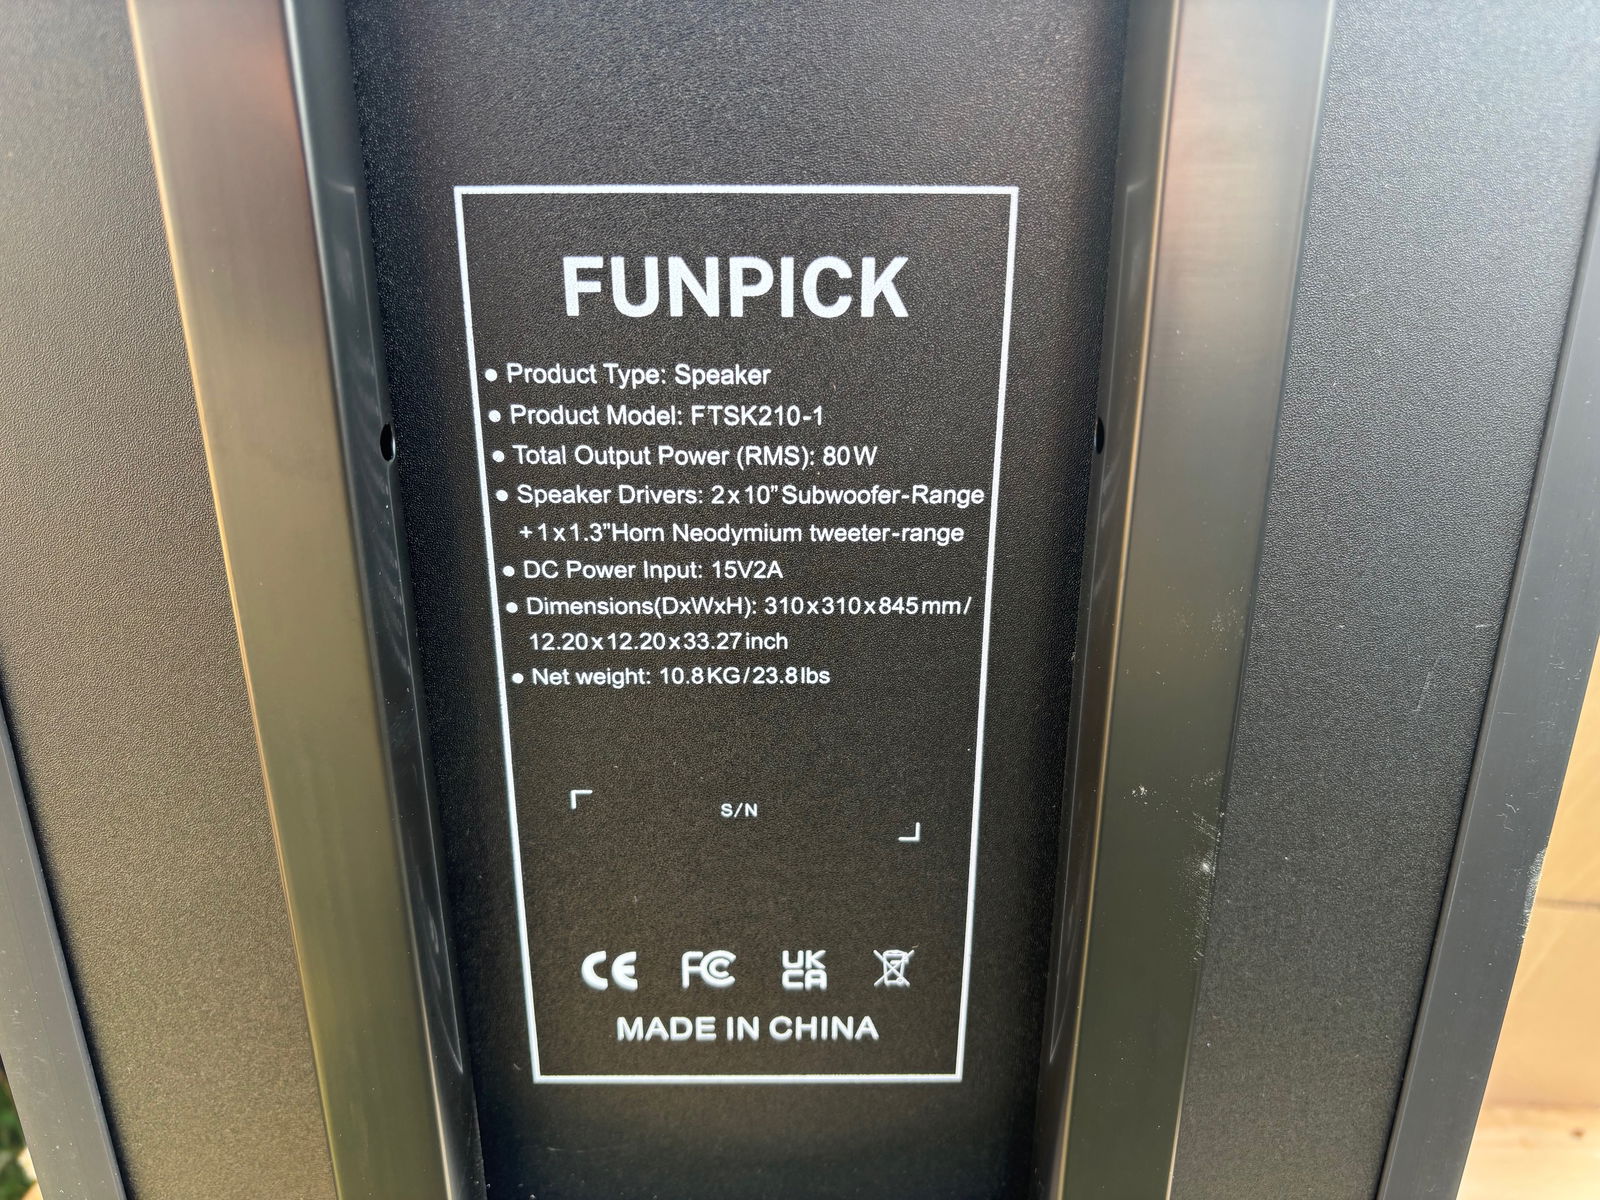 FUNPICK
• Product Type: Speaker
• Product Model: FTSK210-1
• Total Output Power (RMS): 80W
• Speaker Drivers: 2x10”Subwoofer-Range
+1x1.3”Horn Neodymium tweeter-range
• DC Power Input: 15V2A
• Dimensions(DxWxH): 310x310x845mm/
12.20x12.20x33.27inch
• Net weight: 10.8KG/23.8lbs
S/N
CE FC UK CA
MADE IN CHINA